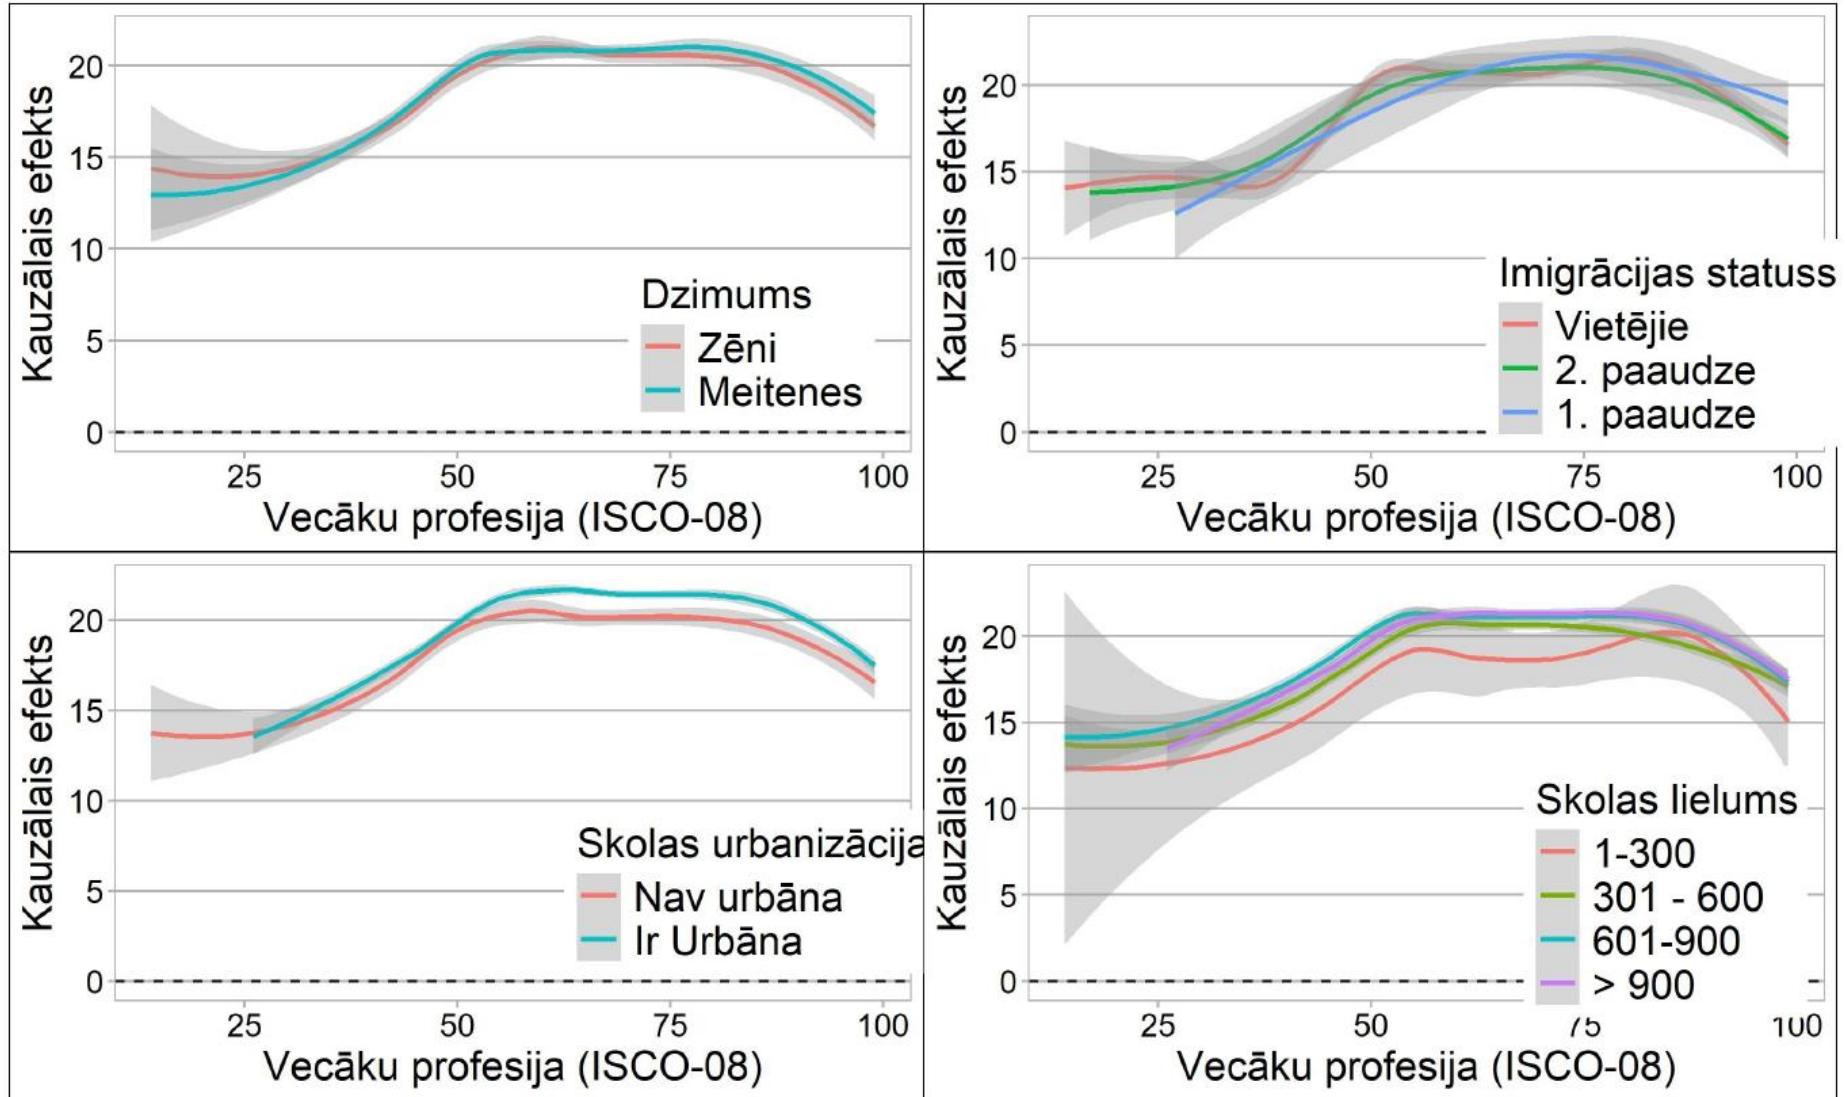 Kauzālais efekts
20
15
10
5
0
25
50
75
100
Vecāku profesija (ISCO-08)
Dzimums
Zēni
Meitenes
Kauzālais efekts
20
15
10
5
0
25
50
75
100
Vecāku profesija (ISCO-08)
Imigrācijas statuss
Vietējie
2. paaudze
1. paaudze
Kauzālais efekts
20
15
10
5
0
25
50
75
100
Vecāku profesija (ISCO-08)
Skolas urbanizācija
Nav urbāna
Ir Urbāna
Kauzālais efekts
20
15
10
5
0
25
50
75
100
Vecāku profesija (ISCO-08)
Skolas lielums
1-300
301 - 600
601-900
> 900